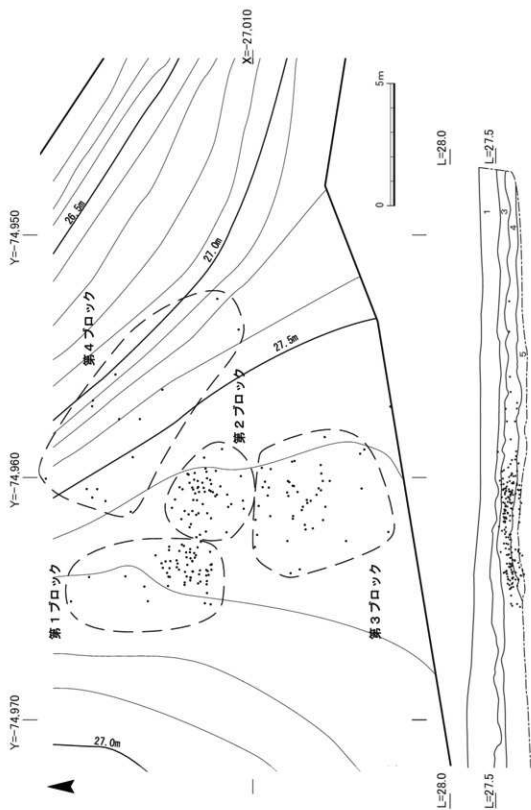 Y=-74,970
Y=-74,960
Y=-74,950
X=-27.010
第1ブロック
第2ブロック
第3ブロック
第4ブロック
27.0m
27.5m
27.0m
26.5m
0
5m
L=28.0
L=27.5
L=28.0
L=27.5
1
3
4
5